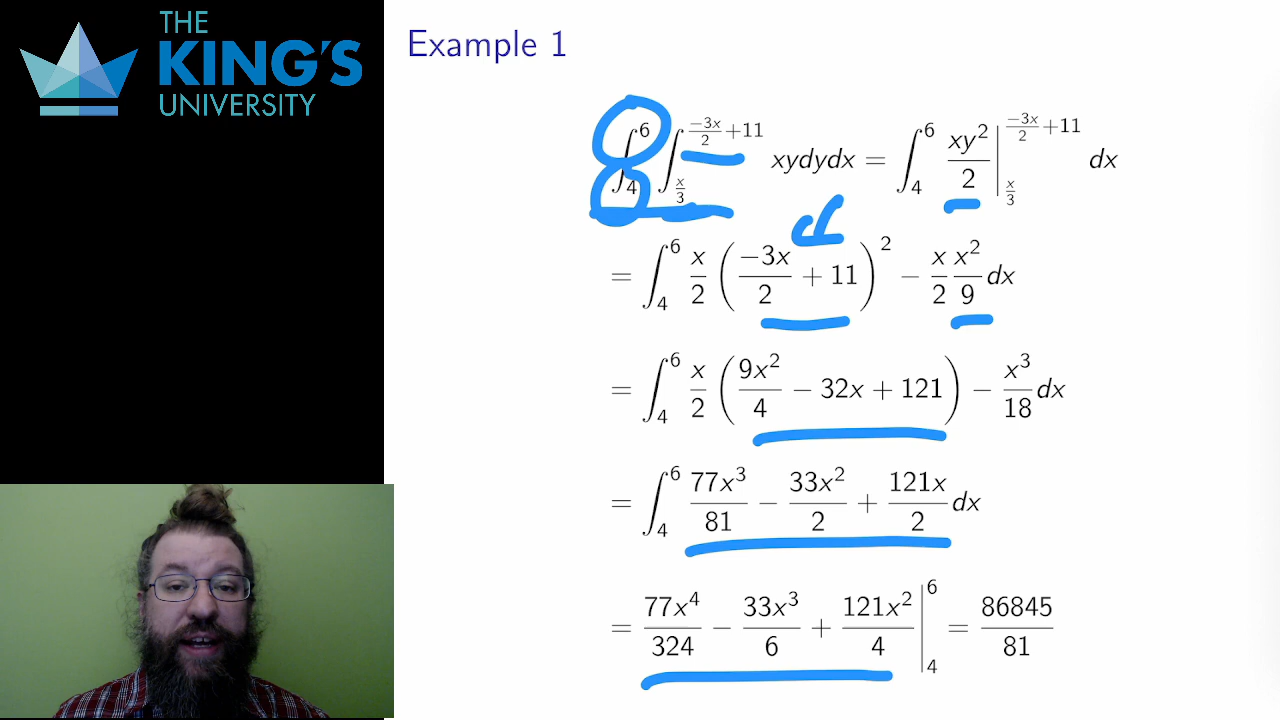 THE
KING'S
UNIVERSITY
Example 1
∫_4^6 ∫_{x/3}^{-3x/2 + 11} xydydx = ∫_4^6 xy^2/2 |_{x/3}^{-3x/2 + 11} dx
= ∫_4^6 x/2 (-3x/2 + 11)^2 − x/2 x^2/9 dx
= ∫_4^6 x/2 (9x^2/4 − 32x + 121) − x^3/18 dx
= ∫_4^6 77x^3/81 − 33x^2/2 + 121x/2 dx
= 77x^4/324 − 33x^3/6 + 121x^2/4 |_4^6 = 86845/81